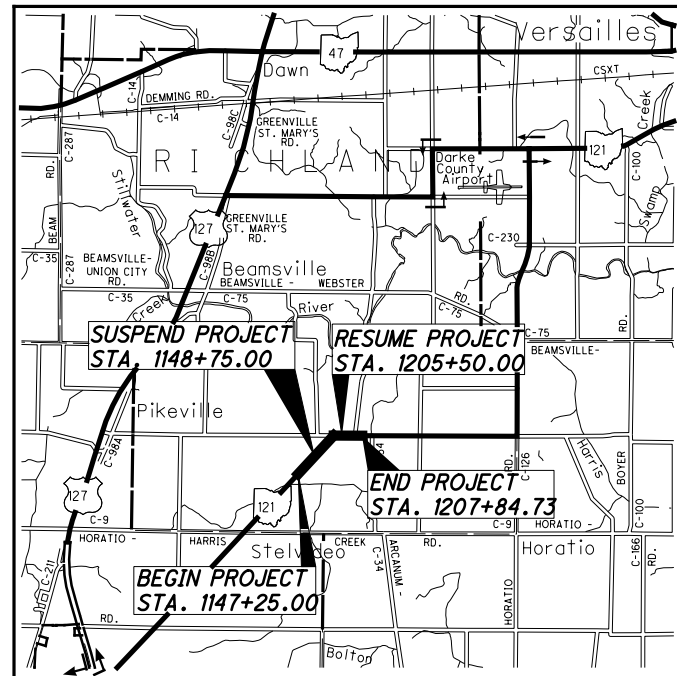 Versailles
47
Dawn
CSXT
C-14
DEMMING RD.
C-14
C-98C
GREENVILLE
ST. MARY'S
RD.
121
Creek
C-287
C-100
RICHLAND
Darke
County
Airport
Swamp
RD.
Stillwater
BEAM
127
GREENVILLE
ST. MARY'S
RD.
C-230
C-35
C-287
BEAMSVILLE-
UNION CITY
RD.
C-98B
Beamsville
C-35
C-75
BEAMSVILLE - WEBSTER
RD.
C-75
RD.
Creek
River
SUSPEND PROJECT
STA. 1148+75.00
RESUME PROJECT
STA. 1205+50.00
C-75
BEAMSVILLE-
Pikeville
C-98A
127
END PROJECT
STA. 1207+84.73
RD.
C-126
Harris
BOYER
C-100
121
C-9
HORATIO -
HARRIS
CREEK
RD.
C-9
HORATIO -
Stelvideo
Horatio
C-34
ARCANUM -
HORATIO
C-166
RD.
C-211
BEGIN PROJECT
STA. 1147+25.00
RD.
Bolton